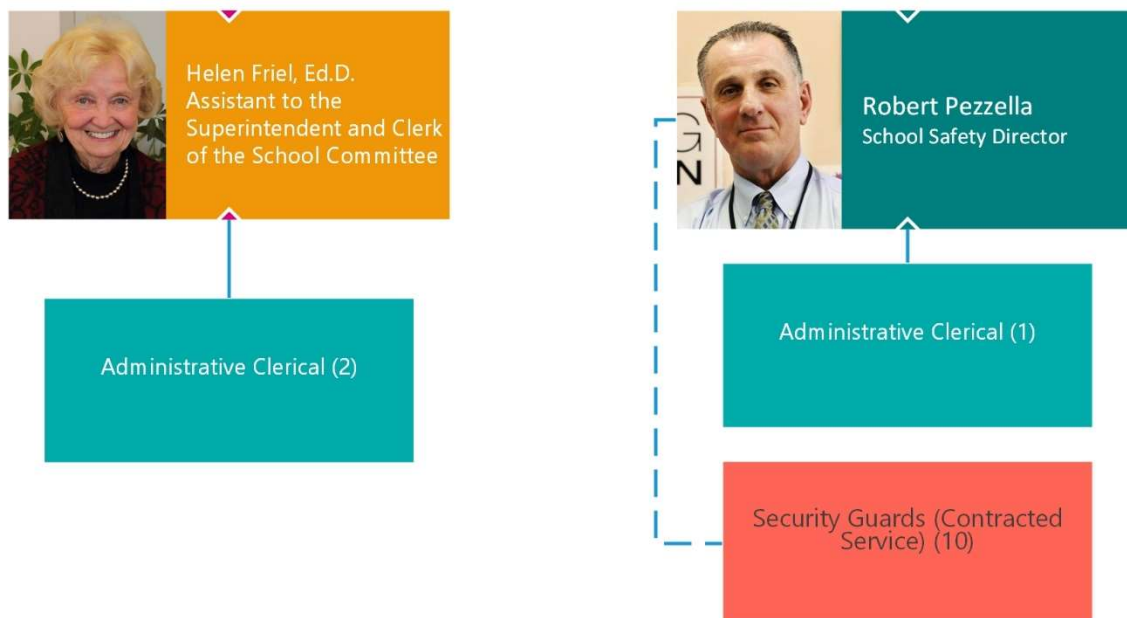 Helen Friel, Ed.D.
Assistant to the
Superintendent and Clerk
of the School Committee
Administrative Clerical (2)
Robert Pezzella
School Safety Director
G
N
Administrative Clerical (1)
Security Guards (Contracted
Service) (10)